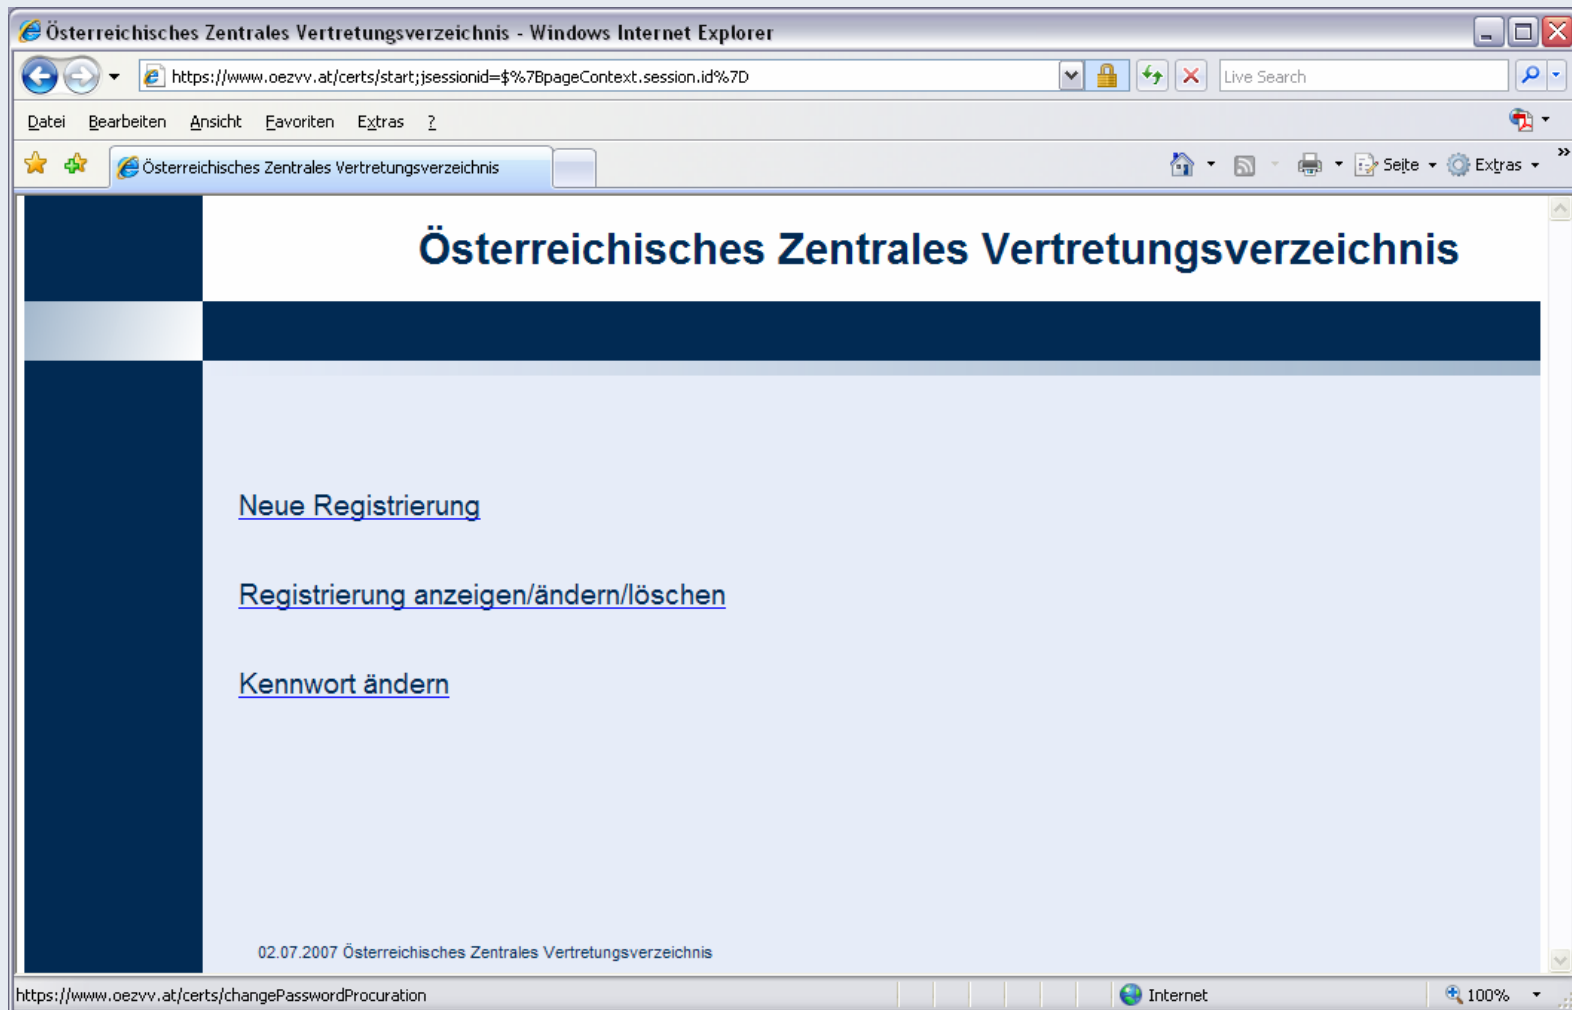 Österreichisches Zentrales Vertretungsverzeichnis - Windows Internet Explorer
https://www.oezvv.at/certs/start;jsessionid=$%7BpageContext.session.id%7D
Live Search
Datei Bearbeiten Ansicht Favoriten Extras ?
Österreichisches Zentrales Vertretungsverzeichnis
Seite Extras »
Österreichisches Zentrales Vertretungsverzeichnis
Neue Registrierung
Registrierung anzeigen/ändern/löschen
Kennwort ändern
02.07.2007 Österreichisches Zentrales Vertretungsverzeichnis
https://www.oezvv.at/certs/changePasswordProcuration Internet 100%